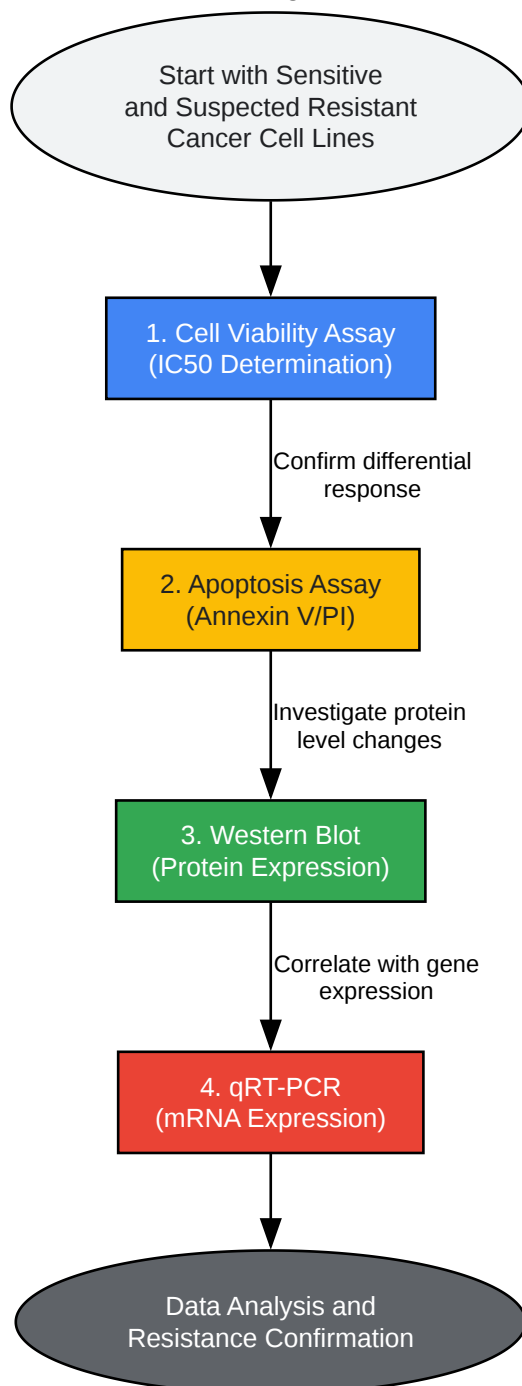 Start with Sensitive
and Suspected Resistant
Cancer Cell Lines
1. Cell Viability Assay
(IC50 Determination)
Confirm differential
response
2. Apoptosis Assay
(Annexin V/PI)
Investigate protein
level changes
3. Western Blot
(Protein Expression)
Correlate with gene
expression
4. qRT-PCR
(mRNA Expression)
Data Analysis and
Resistance Confirmation